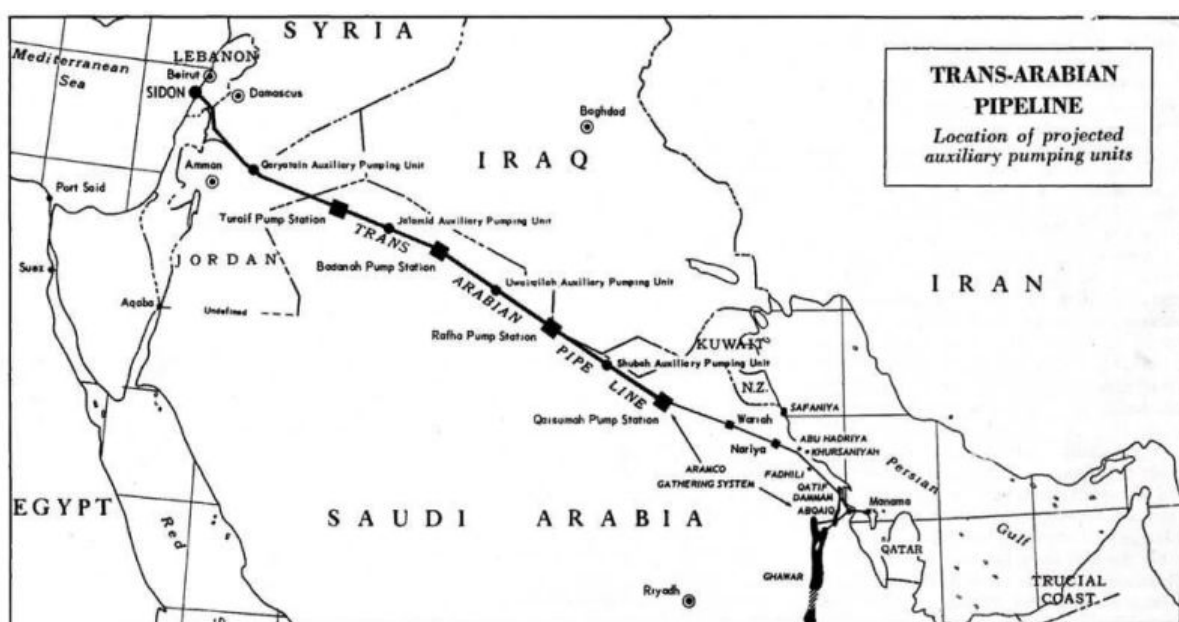 SYRIA
Mediterranean
Sea
LEBANON
Beirut
SIDON
Damascus
TRANS-ARABIAN
PIPELINE
Location of projected
auxiliary pumping units
Baghdad
IRAQ
Qaryatain Auxiliary Pumping Unit
Amman
Port Said
Turaif Pump Station
Jalamid Auxiliary Pumping Unit
TRANS
ARABIAN
PIPE
LINE
JORDAN
Badanah Pump Station
Suez
Aqaba
Undefined
Uwaiqilah Auxiliary Pumping Unit
IRAN
Rafha Pump Station
KUWAIT
Shubah Auxiliary Pumping Unit
N.Z.
SAFANIYA
Qaisumah Pump Station
Wariah
Nariya
ABU HADRIYA
KHURSANIYAH
FADHILI
Persian
Gulf
ARAMCO
GATHERING SYSTEM
QATIF
DAMMAM
ABQAIQ
Manama
EGYPT
Red
SAUDI ARABIA
QATAR
GHAWAR
TRUCIAL
COAST
Riyadh